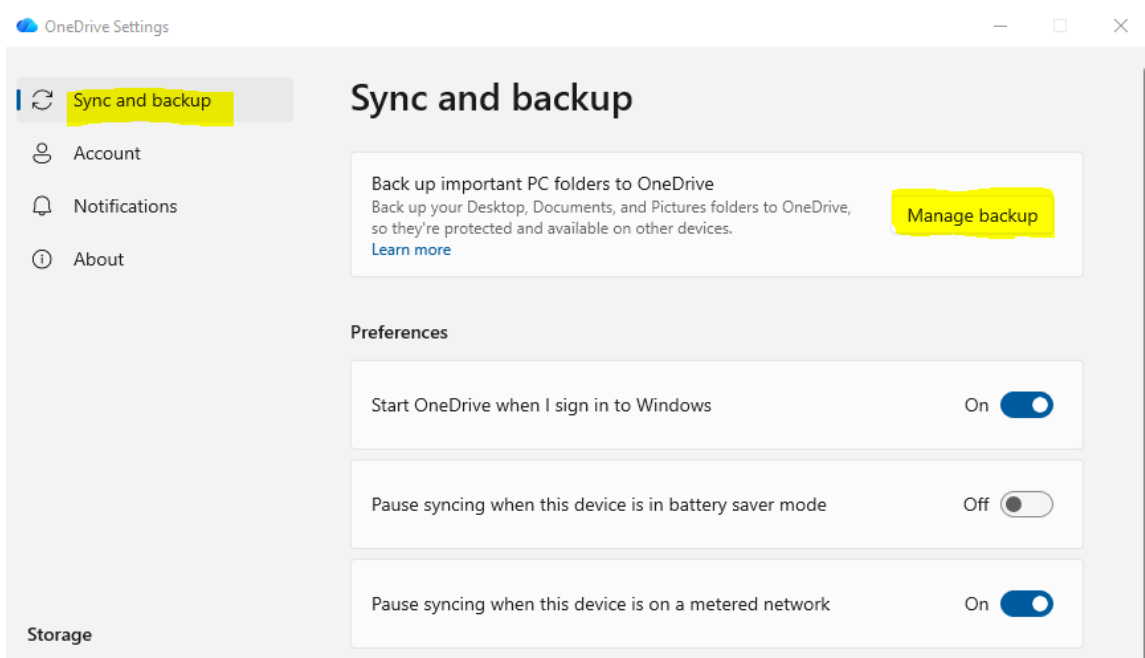 OneDrive Settings
Sync and backup
Account
Notifications
About
Storage
Sync and backup
Back up important PC folders to OneDrive
Back up your Desktop, Documents, and Pictures folders to OneDrive,
so they're protected and available on other devices.
Learn more
Manage backup
Preferences
Start OneDrive when I sign in to Windows
On
Pause syncing when this device is in battery saver mode
Off
Pause syncing when this device is on a metered network
On